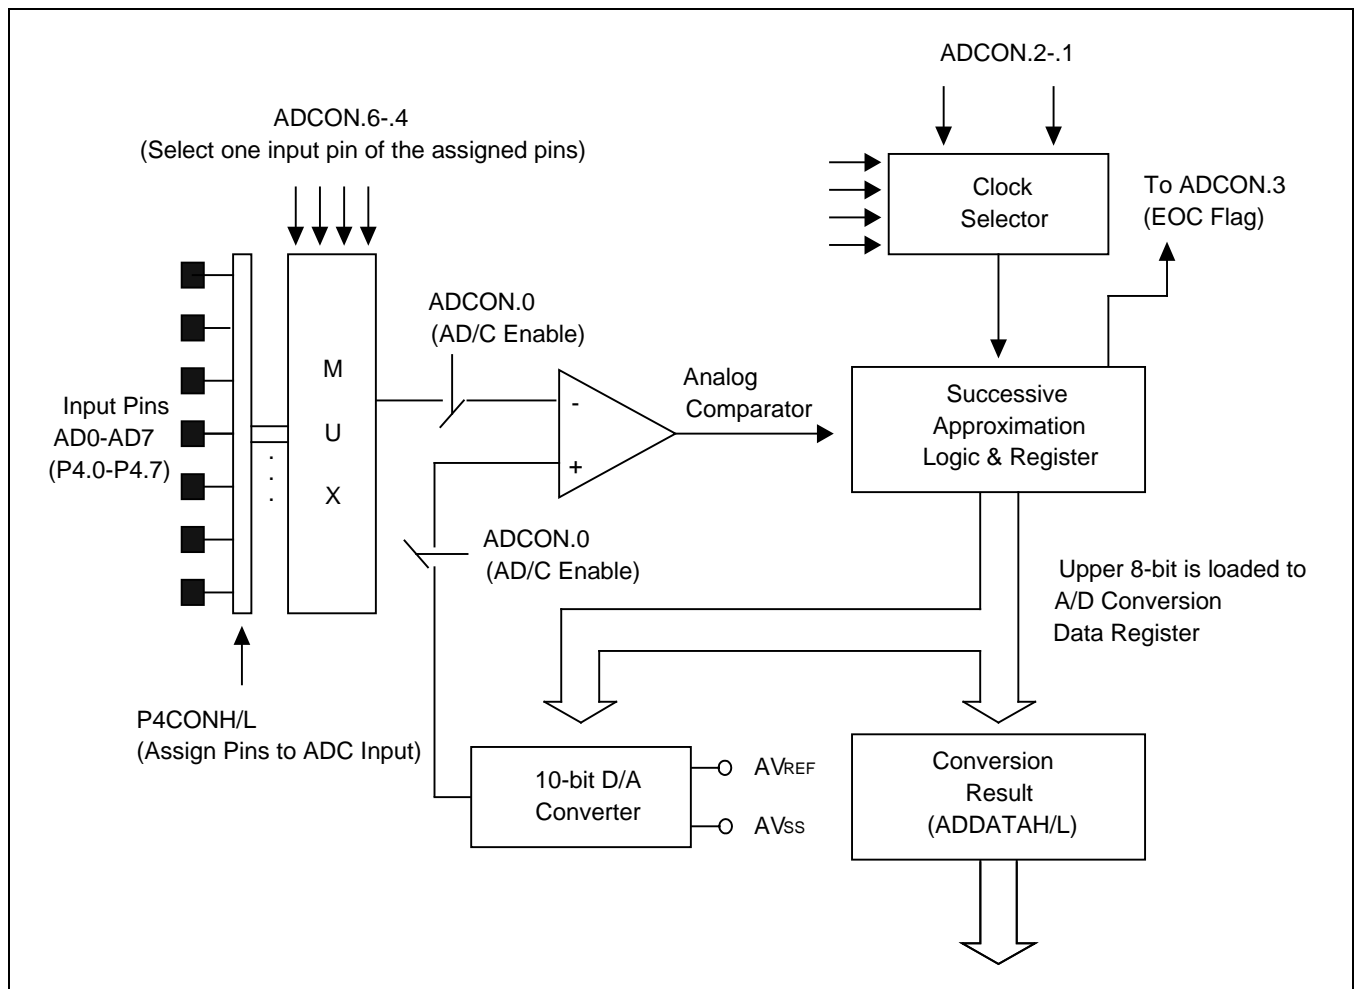 ADCON.2-.1
ADCON.6-.4
(Select one input pin of the assigned pins)
Clock
Selector
To ADCON.3
(EOC Flag)
ADCON.0
(AD/C Enable)
M
U
X
Input Pins
AD0-AD7
(P4.0-P4.7)
-
+
Analog
Comparator
Successive
Approximation
Logic & Register
ADCON.0
(AD/C Enable)
Upper 8-bit is loaded to
A/D Conversion
Data Register
P4CONH/L
(Assign Pins to ADC Input)
10-bit D/A
Converter
AVREF
AVSS
Conversion
Result
(ADDATAH/L)